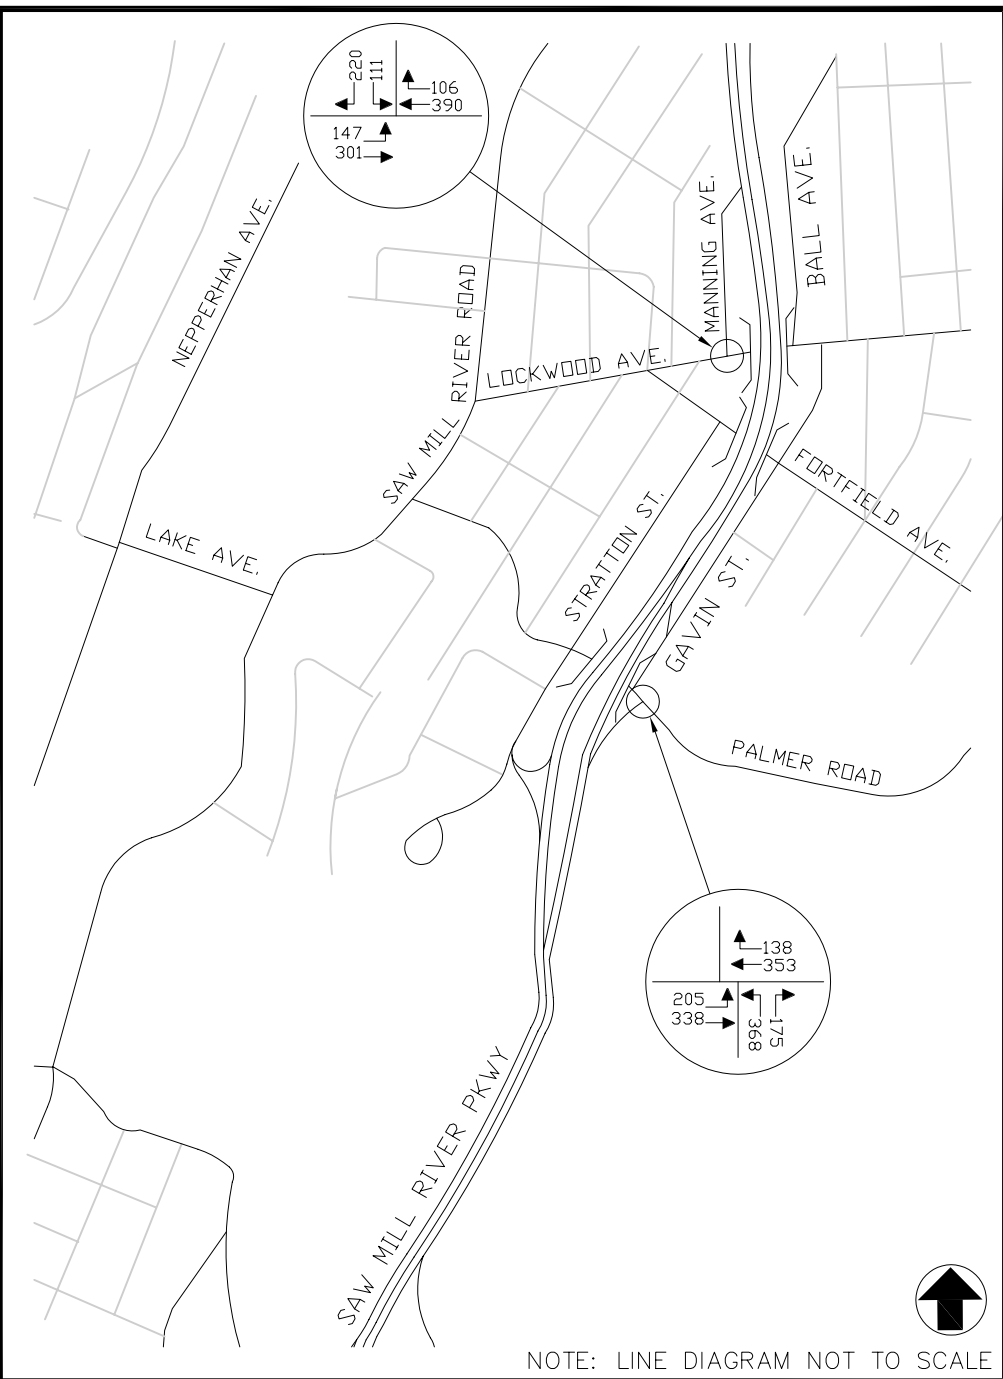 220
111
106
390
147
301
NEPPERHAN AVE.
SAW MILL RIVER ROAD
MANNING AVE.
BALL AVE.
LOCKWOOD AVE.
FORTFIELD AVE.
LAKE AVE.
STRATTON ST.
GAVIN ST.
PALMER ROAD
138
353
205
338
368
175
SAW MILL RIVER PKWY
NOTE: LINE DIAGRAM NOT TO SCALE